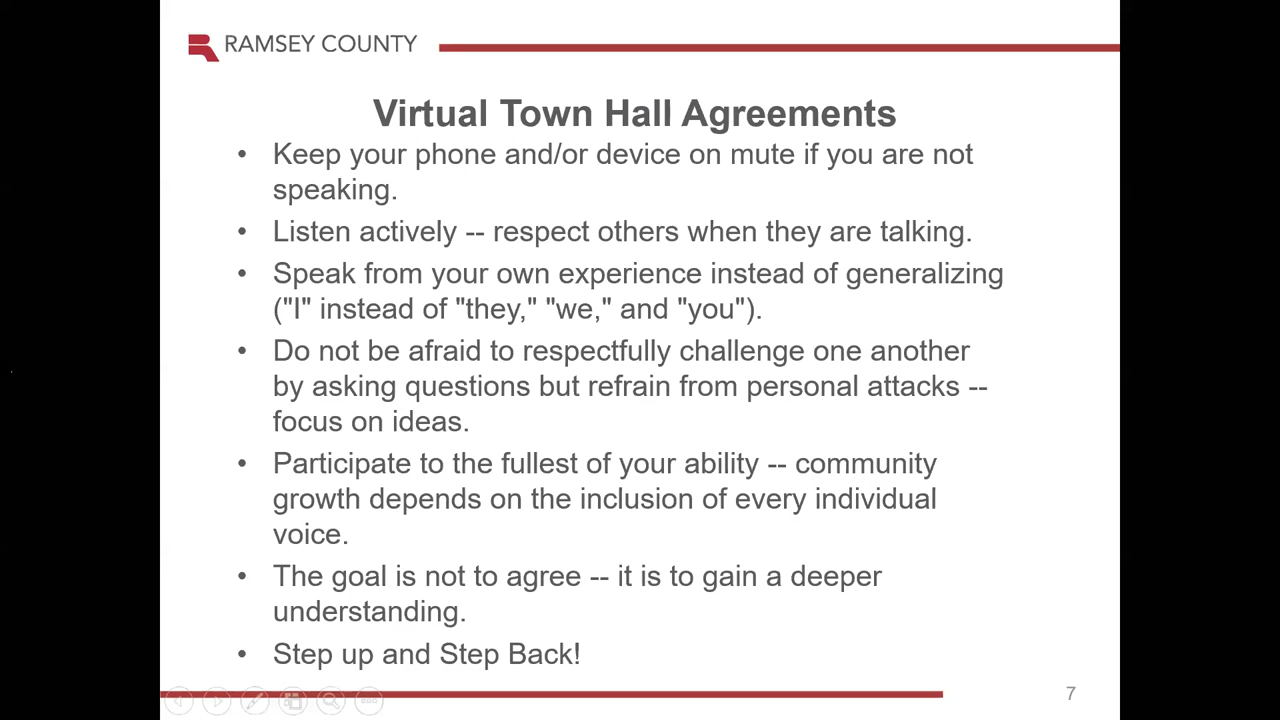 RAMSEY COUNTY
Virtual Town Hall Agreements
• Keep your phone and/or device on mute if you are not
speaking.
• Listen actively -- respect others when they are talking.
• Speak from your own experience instead of generalizing
("I" instead of "they," "we," and "you").
• Do not be afraid to respectfully challenge one another
by asking questions but refrain from personal attacks --
focus on ideas.
• Participate to the fullest of your ability -- community
growth depends on the inclusion of every individual
voice.
• The goal is not to agree -- it is to gain a deeper
understanding.
• Step up and Step Back!
7